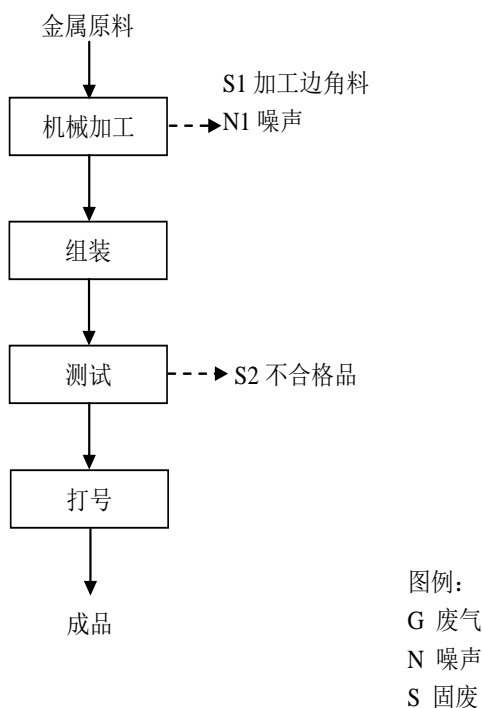 金属原料
S1 加工边角料
机械加工
N1 噪声
组装
测试
S2 不合格品
打号
成品
图例：
G 废气
N 噪声
S 固废